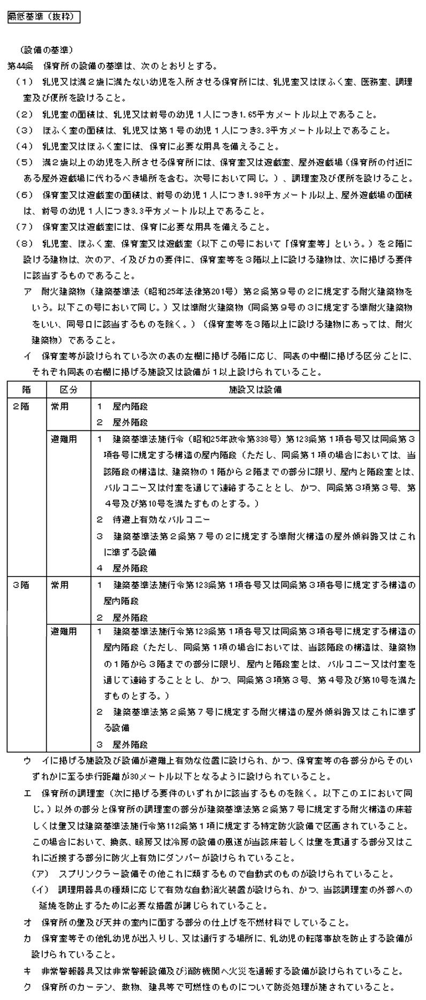 最低基準（抜粋）
（設備の基準）
第44条　保育所の設備の基準は、次のとおりとする。
（１）　乳児又は満２歳に満たない幼児を入所させる保育所には、乳児室又はほふく室、医務室、調理
室及び便所を設けること。
（２）　乳児室の面積は、乳児又は前号の幼児１人につき1.65平方メートル以上であること。
（３）　ほふく室の面積は、乳児又は第１号の幼児１人につき3.3平方メートル以上であること。
（４）　乳児室又はほふく室には、保育に必要な用具を備えること。
（５）　満２歳以上の幼児を入所させる保育所には、保育室又は遊戯室、屋外遊戯場（保育所の付近に
ある屋外遊戯場に代わるべき場所を含む。次号において同じ。）、調理室及び便所を設けること。
（６）　保育室又は遊戯室の面積は、前号の幼児１人につき1.98平方メートル以上、屋外遊戯場の面積
は、前号の幼児１人につき3.3平方メートル以上であること。
（７）　保育室又は遊戯室には、保育に必要な用具を備えること。
（８）　乳児室、ほふく室、保育室又は遊戯室（以下この号において「保育室等」という。）を２階に
設ける建物は、次のア、イ及びカの要件に、保育室等を３階以上に設ける建物は、次に掲げる要件
に該当するものであること。
ア　耐火建築物（建築基準法（昭和25年法律第201号）第２条第９号の２に規定する耐火建築物を
いう。以下この号において同じ。）又は準耐火建築物（同条第９号の３に規定する準耐火建築物
をいい、同号ロに該当するものを除く。）（保育室等を３階以上に設ける建物にあっては、耐火
建築物）であること。
イ　保育室等が設けられている次の表の左欄に掲げる階に応じ、同表の中欄に掲げる区分ごとに、
それぞれ同表の右欄に掲げる施設又は設備が１以上設けられていること。
階　区分　施設又は設備
２階　常用　１　屋内階段
２　屋外階段
避難用　１　建築基準法施行令（昭和25年政令第338号）第123条第１項各号又は同条第３
項各号に規定する構造の屋内階段（ただし、同条第１項の場合においては、当
該階段の構造は、建築物の１階から２階までの部分に限り、屋内と階段室とは、
バルコニー又は付室を通じて連絡することとし、かつ、同条第３項第３号、第
４号及び第10号を満たすものとする。）
２　待避上有効なバルコニー
３　建築基準法第２条第７号の２に規定する準耐火構造の屋外傾斜路又はこれ
に準ずる設備
４　屋外階段
３階　常用　１　建築基準法施行令第123条第１項各号又は同条第３項各号に規定する構造の
屋内階段
２　屋外階段
避難用　１　建築基準法施行令第123条第１項各号又は同条第３項各号に規定する構造の
屋内階段（ただし、同条第１項の場合においては、当該階段の構造は、建築物
の１階から３階までの部分に限り、屋内と階段室とは、バルコニー又は付室を
通じて連絡することとし、かつ、同条第３項第３号、第４号及び第10号を満た
すものとする。）
２　建築基準法第２条第７号に規定する耐火構造の屋外傾斜路又はこれに準ず
る設備
３　屋外階段
ウ　イに掲げる施設及び設備が避難上有効な位置に設けられ、かつ、保育室等の各部分からそのい
ずれかに至る歩行距離が30メートル以下となるように設けられていること。
エ　保育所の調理室（次に掲げる要件のいずれかに該当するものを除く。以下このエにおいて同
じ。）以外の部分と保育所の調理室の部分が建築基準法第２条第７号に規定する耐火構造の床若
しくは壁又は建築基準法施行令第112条第１項に規定する特定防火設備で区画されていること。
この場合において、換気、暖房又は冷房の設備の風道が当該床若しくは壁を貫通する部分又はこ
れに近接する部分に防火上有効にダンパーが設けられていること。
（ア）　スプリンクラー設備その他これに類するもので自動式のものが設けられていること。
（イ）　調理用器具の種類に応じて有効な自動消火装置が設けられ、かつ、当該調理室の外部への
延焼を防止するために必要な措置が講じられていること。
オ　保育所の壁及び天井の室内に面する部分の仕上げを不燃材料でしていること。
カ　保育室等その他乳幼児が出入りし、又は通行する場所に、乳幼児の転落事故を防止する設備が
設けられていること。
キ　非常警報器具又は非常警報設備及び消防機関へ火災を通報する設備が設けられていること。
ク　保育所のカーテン、敷物、建具等で可燃性のものについて防炎処理が施されていること。